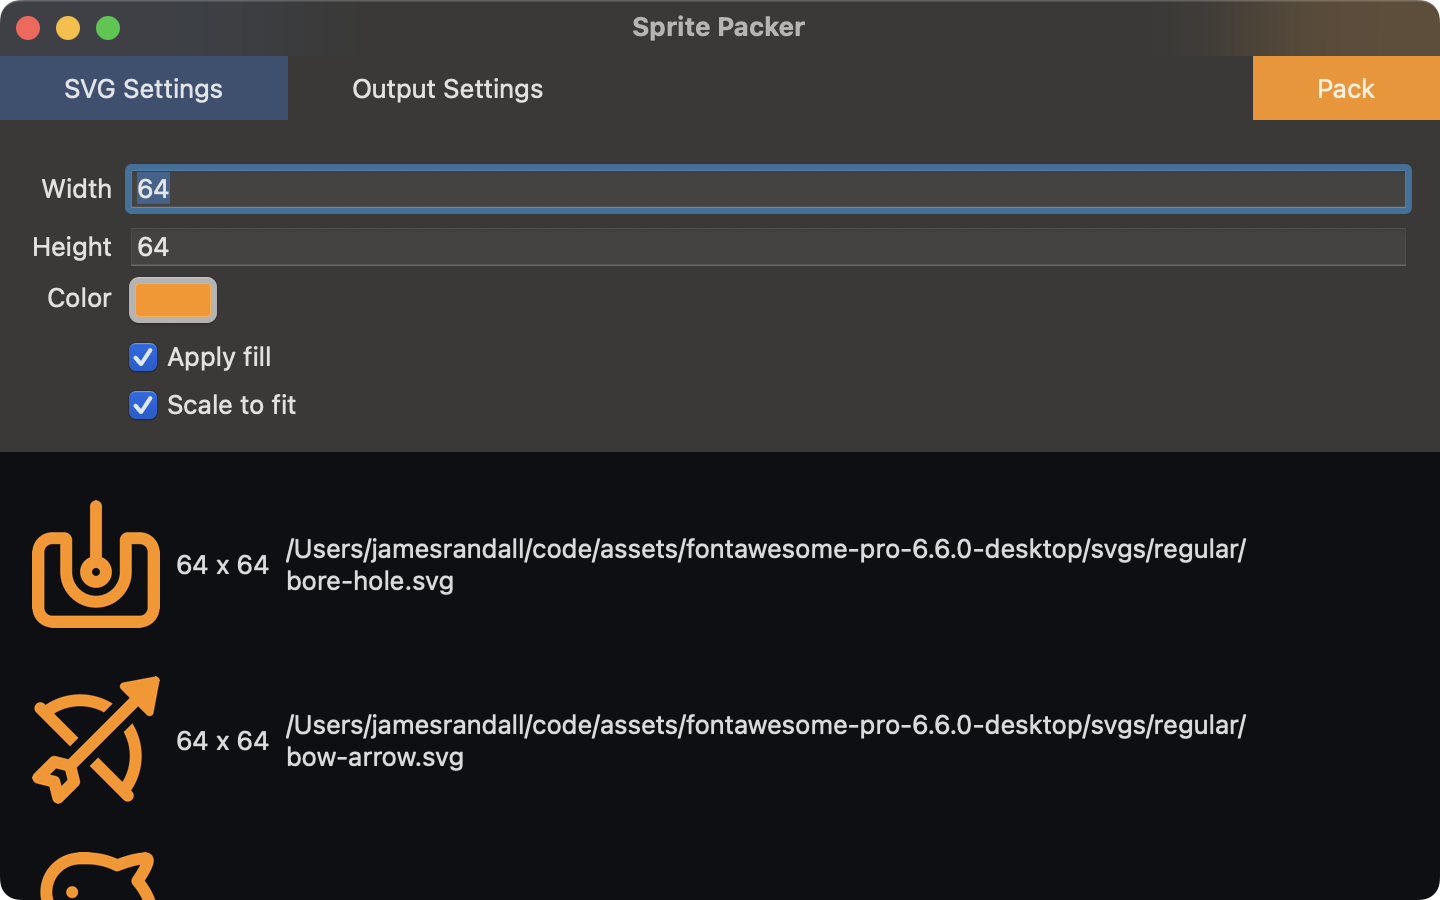 Sprite Packer
SVG Settings
Output Settings
Pack
Width
64
Height
64
Color
Apply fill
Scale to fit
64 x 64
/Users/jamesrandall/code/assets/fontawesome-pro-6.6.0-desktop/svgs/regular/
bore-hole.svg
64 x 64
/Users/jamesrandall/code/assets/fontawesome-pro-6.6.0-desktop/svgs/regular/
bow-arrow.svg